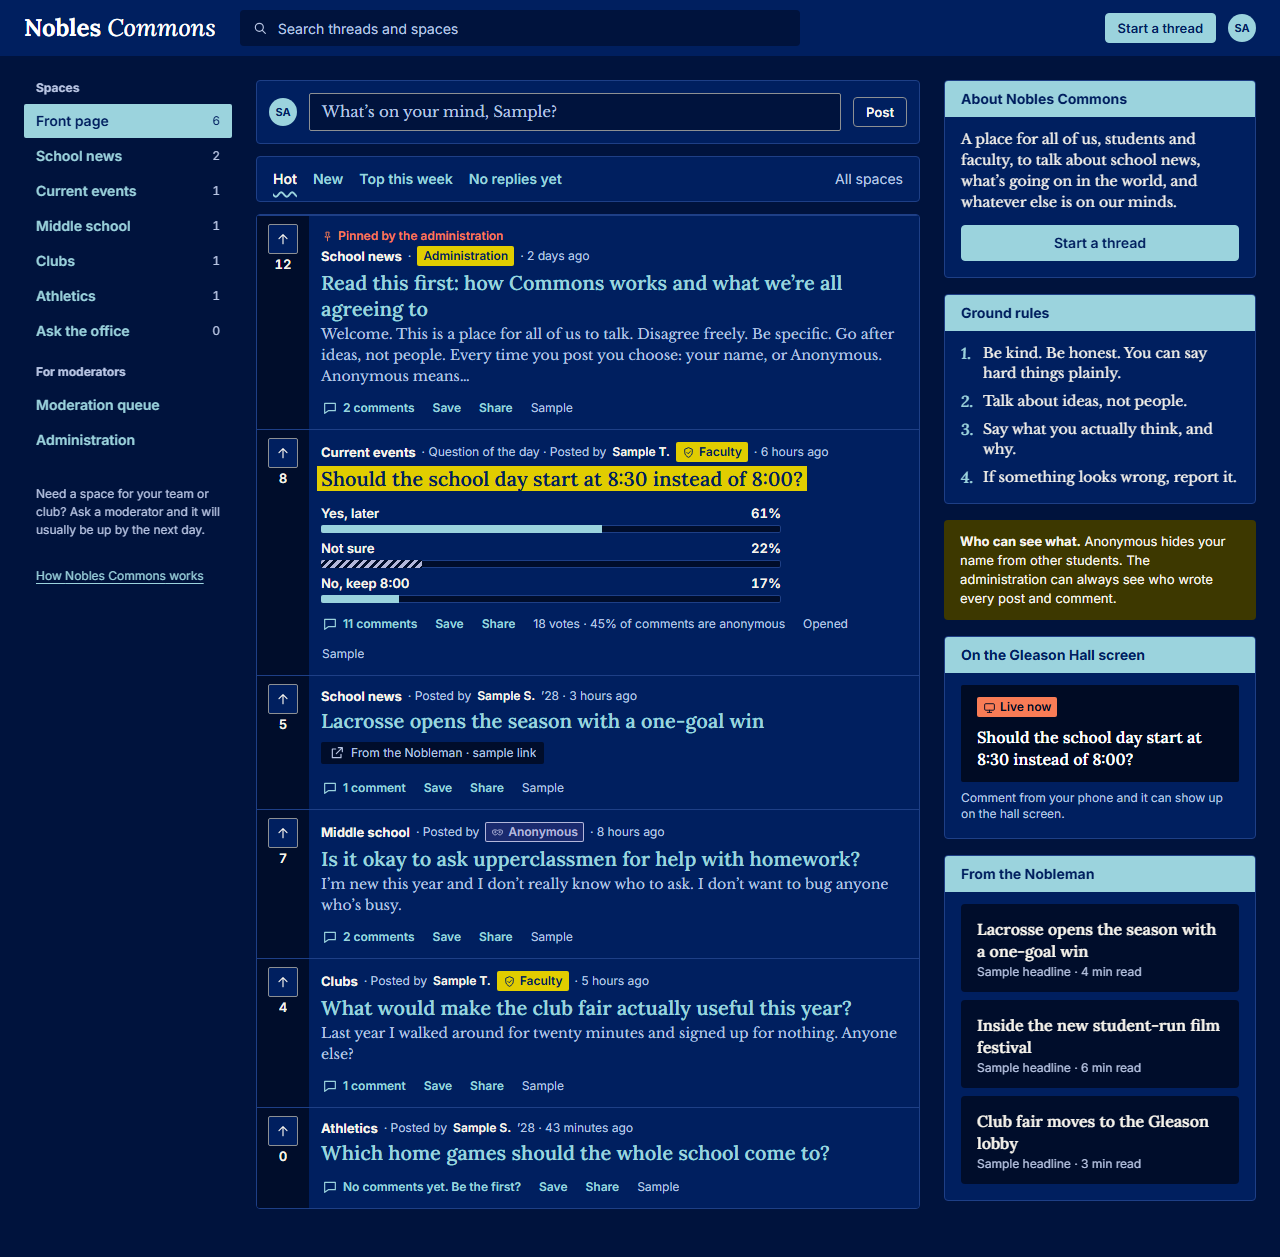 Nobles Commons
Search threads and spaces
Start a thread
SA
Spaces
Front page 6
School news 2
Current events 1
Middle school 1
Clubs 1
Athletics 1
Ask the office 0
For moderators
Moderation queue
Administration
Need a space for your team or
club? Ask a moderator and it will
usually be up by the next day.
How Nobles Commons works
SA
What’s on your mind, Sample?
Post
Hot New Top this week No replies yet All spaces
12
Pinned by the administration
School news · Administration · 2 days ago
Read this first: how Commons works and what we’re all
agreeing to
Welcome. This is a place for all of us to talk. Disagree freely. Be specific. Go after
ideas, not people. Every time you post you choose: your name, or Anonymous.
Anonymous means…
2 comments Save Share Sample
8
Current events · Question of the day · Posted by Sample T. Faculty · 6 hours ago
Should the school day start at 8:30 instead of 8:00?
Yes, later 61%
Not sure 22%
No, keep 8:00 17%
11 comments Save Share 18 votes · 45% of comments are anonymous Opened
Sample
5
School news · Posted by Sample S. ’28 · 3 hours ago
Lacrosse opens the season with a one-goal win
From the Nobleman · sample link
1 comment Save Share Sample
7
Middle school · Posted by Anonymous · 8 hours ago
Is it okay to ask upperclassmen for help with homework?
I’m new this year and I don’t really know who to ask. I don’t want to bug anyone
who’s busy.
2 comments Save Share Sample
4
Clubs · Posted by Sample T. Faculty · 5 hours ago
What would make the club fair actually useful this year?
Last year I walked around for twenty minutes and signed up for nothing. Anyone
else?
1 comment Save Share Sample
0
Athletics · Posted by Sample S. ’28 · 43 minutes ago
Which home games should the whole school come to?
No comments yet. Be the first? Save Share Sample
About Nobles Commons
A place for all of us, students and
faculty, to talk about school news,
what’s going on in the world, and
whatever else is on our minds.
Start a thread
Ground rules
1. Be kind. Be honest. You can say
hard things plainly.
2. Talk about ideas, not people.
3. Say what you actually think, and
why.
4. If something looks wrong, report it.
Who can see what. Anonymous hides your
name from other students. The
administration can always see who wrote
every post and comment.
On the Gleason Hall screen
Live now
Should the school day start at
8:30 instead of 8:00?
Comment from your phone and it can show up
on the hall screen.
From the Nobleman
Lacrosse opens the season with
a one-goal win
Sample headline · 4 min read
Inside the new student-run film
festival
Sample headline · 6 min read
Club fair moves to the Gleason
lobby
Sample headline · 3 min read